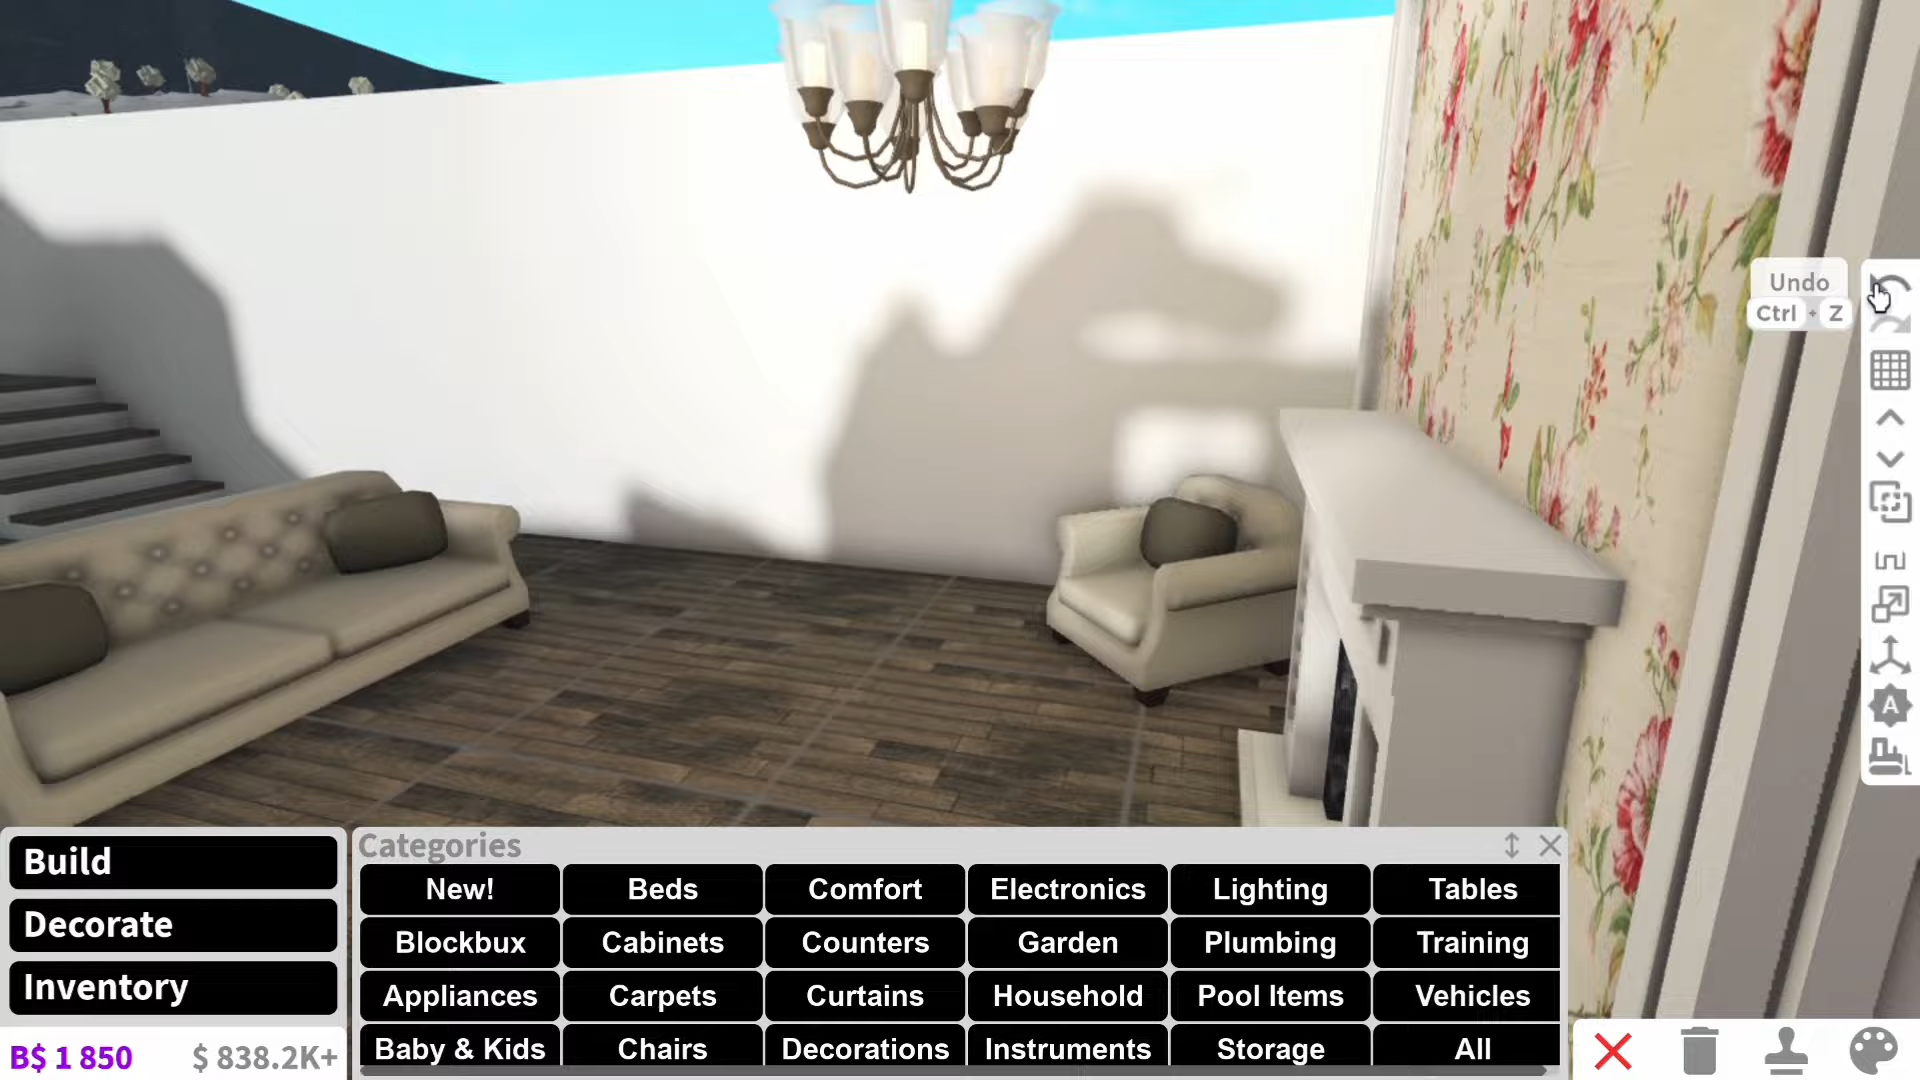 Undo
Ctrl + Z
A
Build
Decorate
Inventory
B$ 1 850 $ 838.2K+
Categories
New! Beds Comfort Electronics Lighting Tables
Blockbux Cabinets Counters Garden Plumbing Training
Appliances Carpets Curtains Household Pool Items Vehicles
Baby & Kids Chairs Decorations Instruments Storage All